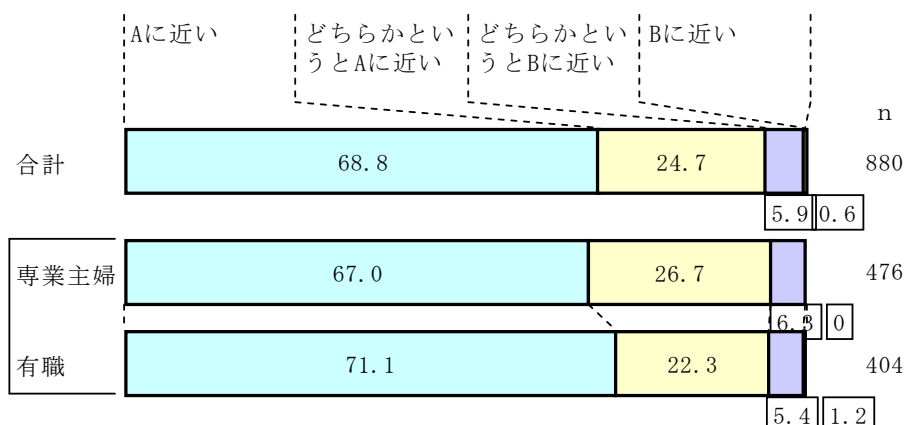 Aに近い
どちらかとい
うとAに近い
どちらかとい
うとBに近い
Bに近い
n
合計
68.8
24.7
880
5.9
0.6
専業主婦
67.0
26.7
476
6.3
0
有職
71.1
22.3
404
5.4
1.2